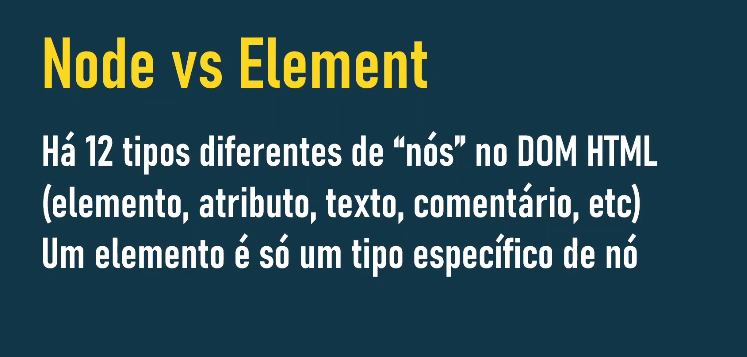 Node vs Element
Há 12 tipos diferentes de “nós” no DOM HTML
(elemento, atributo, texto, comentário, etc)
Um elemento é só um tipo específico de nó